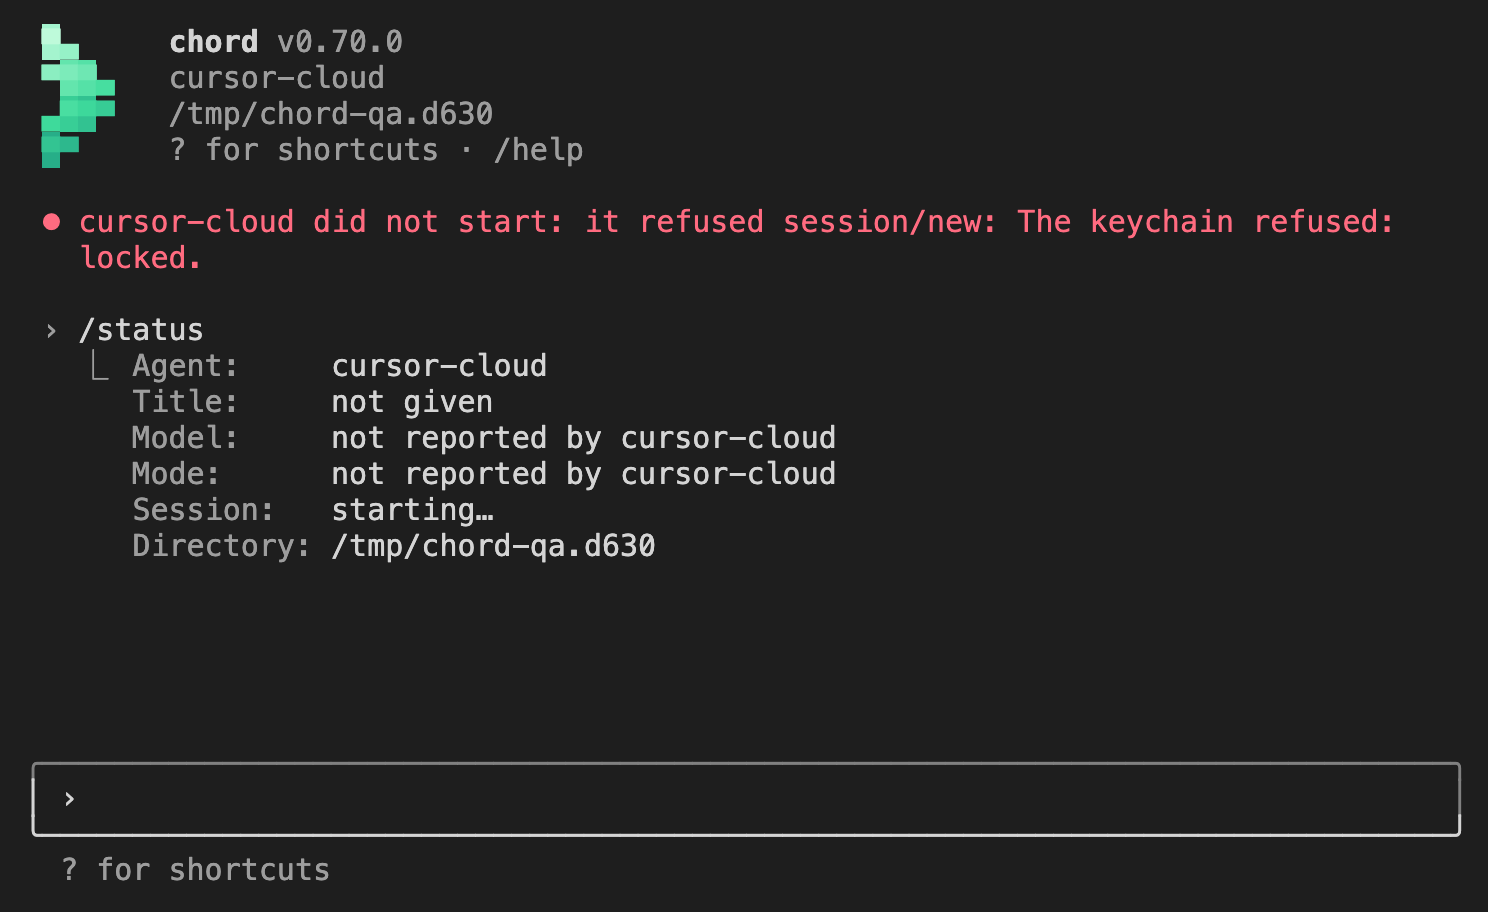 chord v0.70.0
cursor-cloud
/tmp/chord-qa.d630
? for shortcuts · /help
● cursor-cloud did not start: it refused session/new: The keychain refused:
locked.
› /status
Agent: cursor-cloud
Title: not given
Model: not reported by cursor-cloud
Mode: not reported by cursor-cloud
Session: starting…
Directory: /tmp/chord-qa.d630
›
? for shortcuts